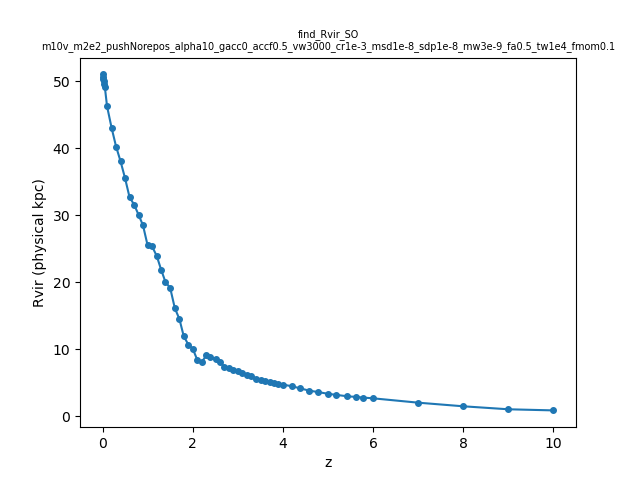 find_Rvir_SO
m10v_m2e2_pushNorepos_alpha10_gacc0_accf0.5_vw3000_cr1e-3_msd1e-8_sdp1e-8_mw3e-9_fa0.5_tw1e4_fmom0.1
50
40
30
20
10
0
Rvir (physical kpc)
0 2 4 6 8 10
z